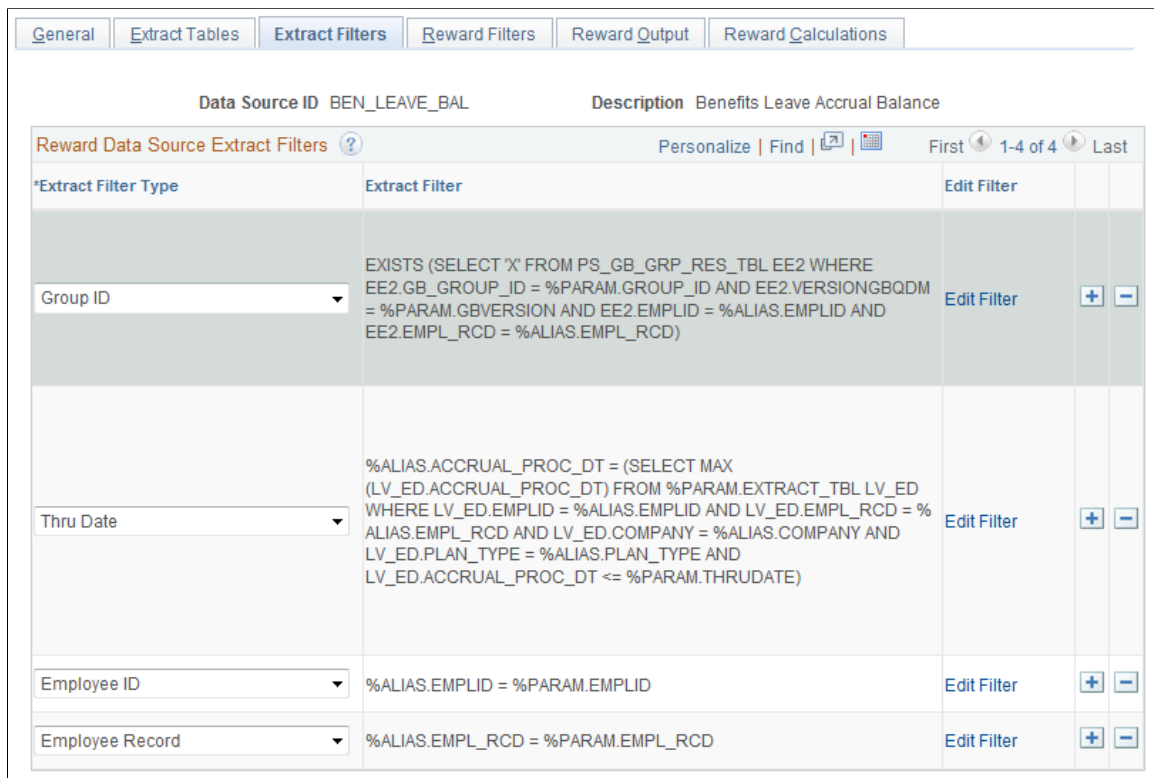 General Extract Tables Extract Filters Reward Filters Reward Output Reward Calculations
Data Source ID BEN_LEAVE_BAL Description Benefits Leave Accrual Balance
Reward Data Source Extract Filters ? Personalize | Find | | First 1-4 of 4 Last
*Extract Filter Type Extract Filter Edit Filter
Group ID
EXISTS (SELECT 'X' FROM PS_GB_GRP_RES_TBL EE2 WHERE
EE2.GB_GROUP_ID = %PARAM.GROUP_ID AND EE2.VERSIONGBQDM
= %PARAM.GBVERSION AND EE2.EMPLID = %ALIAS.EMPLID AND
EE2.EMPL_RCD = %ALIAS.EMPL_RCD)
Edit Filter
Thru Date
%ALIAS.ACCRUAL_PROC_DT = (SELECT MAX
(LV_ED.ACCRUAL_PROC_DT) FROM %PARAM.EXTRACT_TBL LV_ED
WHERE LV_ED.EMPLID = %ALIAS.EMPLID AND LV_ED.EMPL_RCD = %
ALIAS.EMPL_RCD AND LV_ED.COMPANY = %ALIAS.COMPANY AND
LV_ED.PLAN_TYPE = %ALIAS.PLAN_TYPE AND
LV_ED.ACCRUAL_PROC_DT <= %PARAM.THRUDATE)
Edit Filter
Employee ID %ALIAS.EMPLID = %PARAM.EMPLID Edit Filter
Employee Record %ALIAS.EMPL_RCD = %PARAM.EMPL_RCD Edit Filter